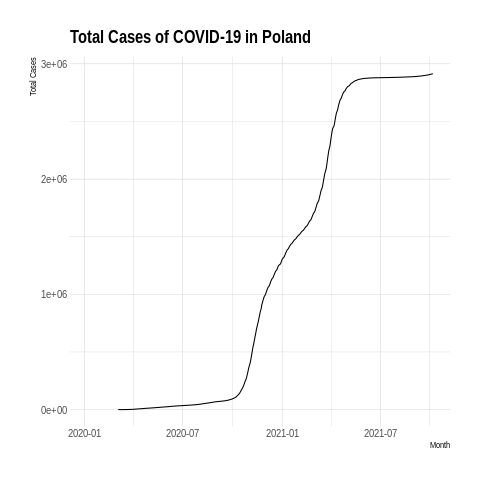 Total Cases of COVID-19 in Poland
Total Cases
3e+06
2e+06
1e+06
0e+00
2020-01 2020-07 2021-01 2021-07
Month